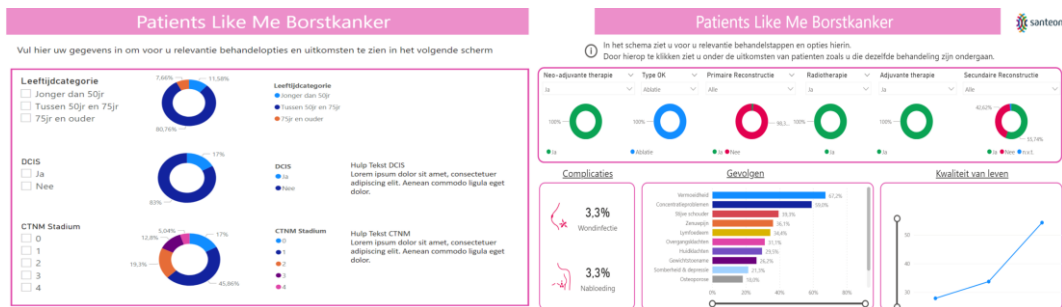 Patients Like Me Borstkanker
Vul hier uw gegevens in om voor u relevantie behandelopties en uitkomsten te zien in het volgende scherm
Leeftijdcategorie
Jonger dan 50jr
Tussen 50jr en 75jr
75jr en ouder
7,66%
11,58%
80,76%
Leeftijdcategorie
Jonger dan 50jr
Tussen 50jr en 75jr
75jr en ouder
DCIS
Ja
Nee
17%
83%
DCIS
Ja
Nee
Hulp Tekst DCIS
Lorem ipsum dolor sit amet, consectetuer
adipiscing elit. Aenean commodo ligula eget
dolor.
CTNM Stadium
0
1
2
3
4
5,04%
17%
12,8%
19,3%
45,86%
CTNM Stadium
0
1
2
3
4
Hulp Tekst CTNM
Lorem ipsum dolor sit amet, consectetuer
adipiscing elit. Aenean commodo ligula eget
dolor.
Patients Like Me Borstkanker
santeon
In het schema ziet u voor u relevante behandelstappen en opties hierin.
Door hierop te klikken ziet u onder de uitkomsten van patienten zoals u die dezelfde behandeling zijn ondergaan.
Neo-adjuvante therapie
Type OK
Primaire Reconstructie
Radiotherapie
Adjuvante therapie
Secundaire Reconstructie
Ja
Ablatie
Alle
Ja
Ja
Alle
100%
100%
100%
100%
Ja
Ablatie
Ja Nee
Ja
Ja
Ja Nee n.v.t.
Complicaties
3,3%
Wondinfectie
3,3%
Nabloeding
Gevolgen
Vermoeidheid 67,2%
Concentratieproblemen 59,0%
Stijve schouder 39,3%
Zenuwpijn 36,1%
Lymfoedeem 34,4%
Overgangsklachten 31,1%
Huidklachten 29,5%
Gewichtstoename 26,2%
Somberheid & depressie 21,3%
Osteoporose 18,0%
0% 20% 40% 60% 80%
Kwaliteit van leven
50
20